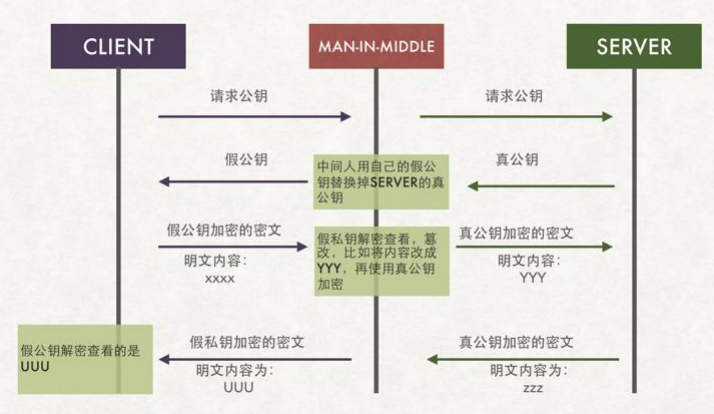 CLIENT
MAN-IN-MIDDLE
SERVER
请求公钥
请求公钥
假公钥
中间人用自己的假公
钥替换掉SERVER的真
公钥
真公钥
假公钥加密的密文
明文内容：
xxxx
假私钥解密查看，篡
改，比如将内容改成
YYY，再使用真公钥
加密
真公钥加密的密文
明文内容：
YYY
假公钥解密查看的是
UUU
假私钥加密的密文
明文内容为：
UUU
真公钥加密的密文
明文内容为：
zzz